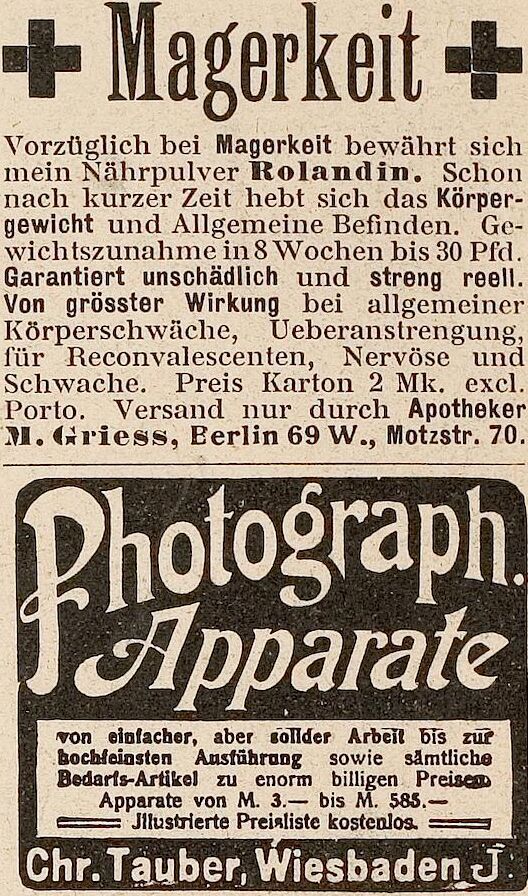 Magerkeit
Vorzüglich bei Magerkeit bewährt sich
mein Nährpulver Rolandin. Schon
nach kurzer Zeit hebt sich das Körper-
gewicht und Allgemeine Befinden. Ge-
wichtszunahme in 8 Wochen bis 30 Pfd.
Garantiert unschädlich und streng reell.
Von grösster Wirkung bei allgemeiner
Körperschwäche, Ueberanstrengung,
für Reconvalescenten, Nervöse und
Schwache. Preis Karton 2 Mk. excl.
Porto. Versand nur durch Apotheker
M. Griess, Berlin 69 W., Motzstr. 70.
Photograph.
Apparate
von einfacher, aber solider Arbeit bis zur
hochfeinsten Ausführung sowie sämtliche
Bedarfs-Artikel zu enorm billigen Preisen.
Apparate von M. 3.— bis M. 585.—
Jllustrierte Preisliste kostenlos.
Chr. Tauber, Wiesbaden J.